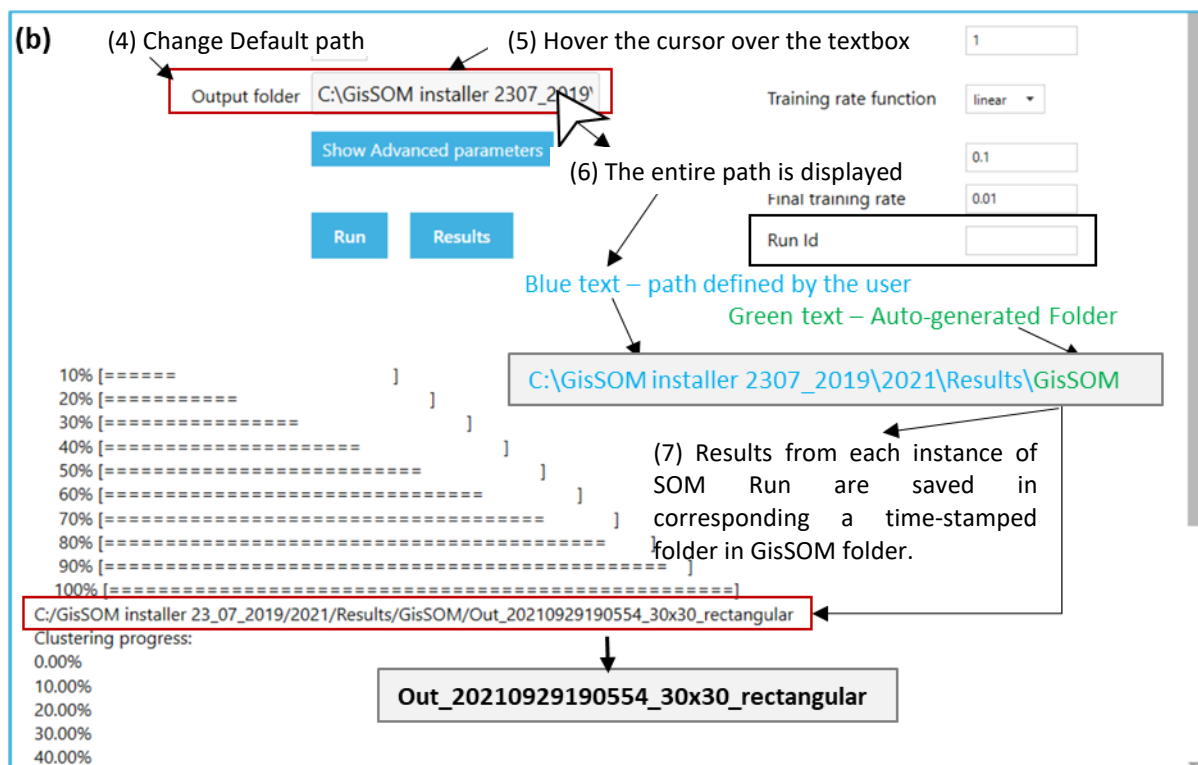 (b)
(4) Change Default path
(5) Hover the cursor over the textbox
1
Output folder
C:\GisSOM installer 2307_2019\
Training rate function
linear
Show Advanced parameters
(6) The entire path is displayed
0.1
Final training rate
0.01
Run
Results
Run Id
Blue text – path defined by the user
Green text – Auto-generated Folder
C:\GisSOM installer 2307_2019\2021\Results\GisSOM
(7) Results from each instance of
SOM Run are saved in
corresponding a time-stamped
folder in GisSOM folder.
10% [====== ]
20% [=========== ]
30% [================ ]
40% [===================== ]
50% [========================== ]
60% [=============================== ]
70% [==================================== ]
80% [========================================= ]
90% [============================================== ]
100% [===================================================]
C:/GisSOM installer 23_07_2019/2021/Results/GisSOM/Out_20210929190554_30x30_rectangular
Clustering progress:
0.00%
10.00%
20.00%
30.00%
40.00%
Out_20210929190554_30x30_rectangular